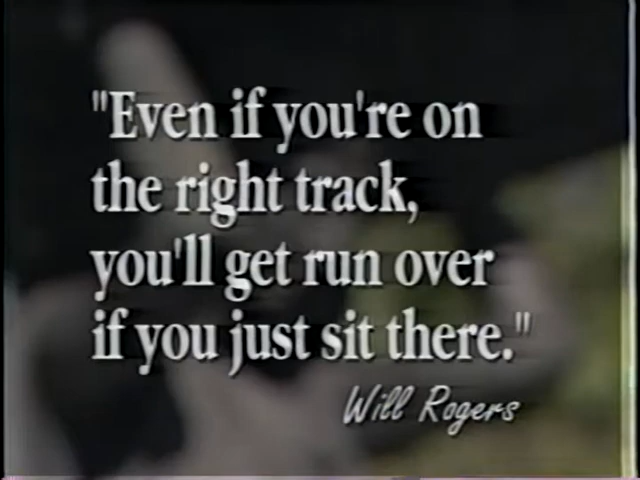 "Even if you're on
the right track,
you'll get run over
if you just sit there."
Will Rogers